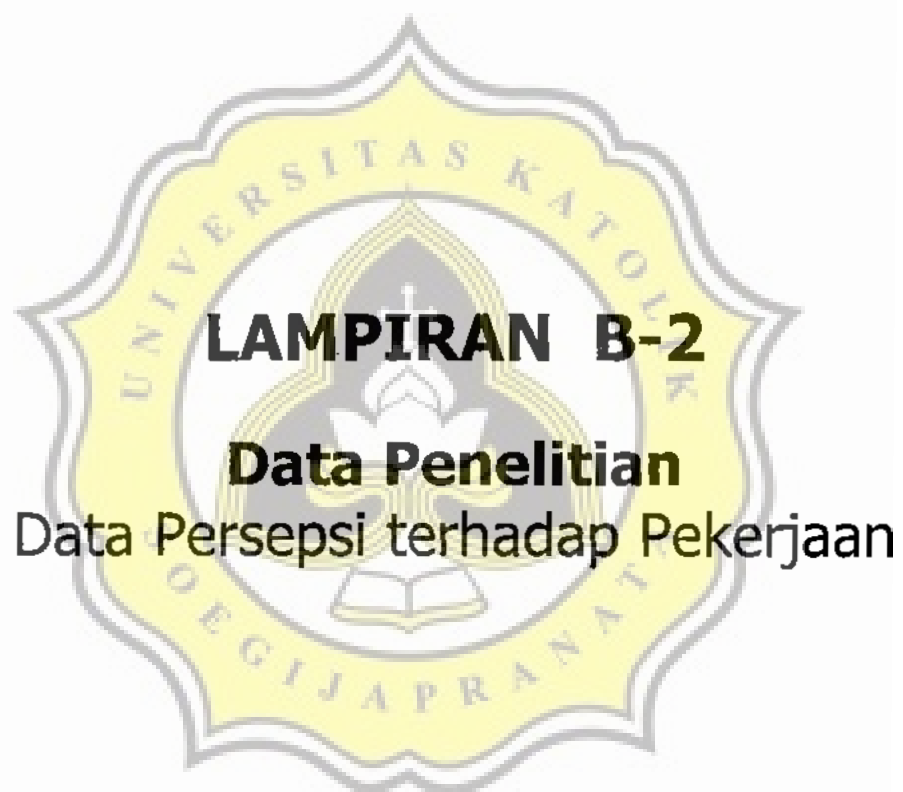 UNIVERSITAS KATOLIK
LAMPIRAN B-2
Data Penelitian
Data Persepsi terhadap Pekerjaan
SOEGIJAPRANATA